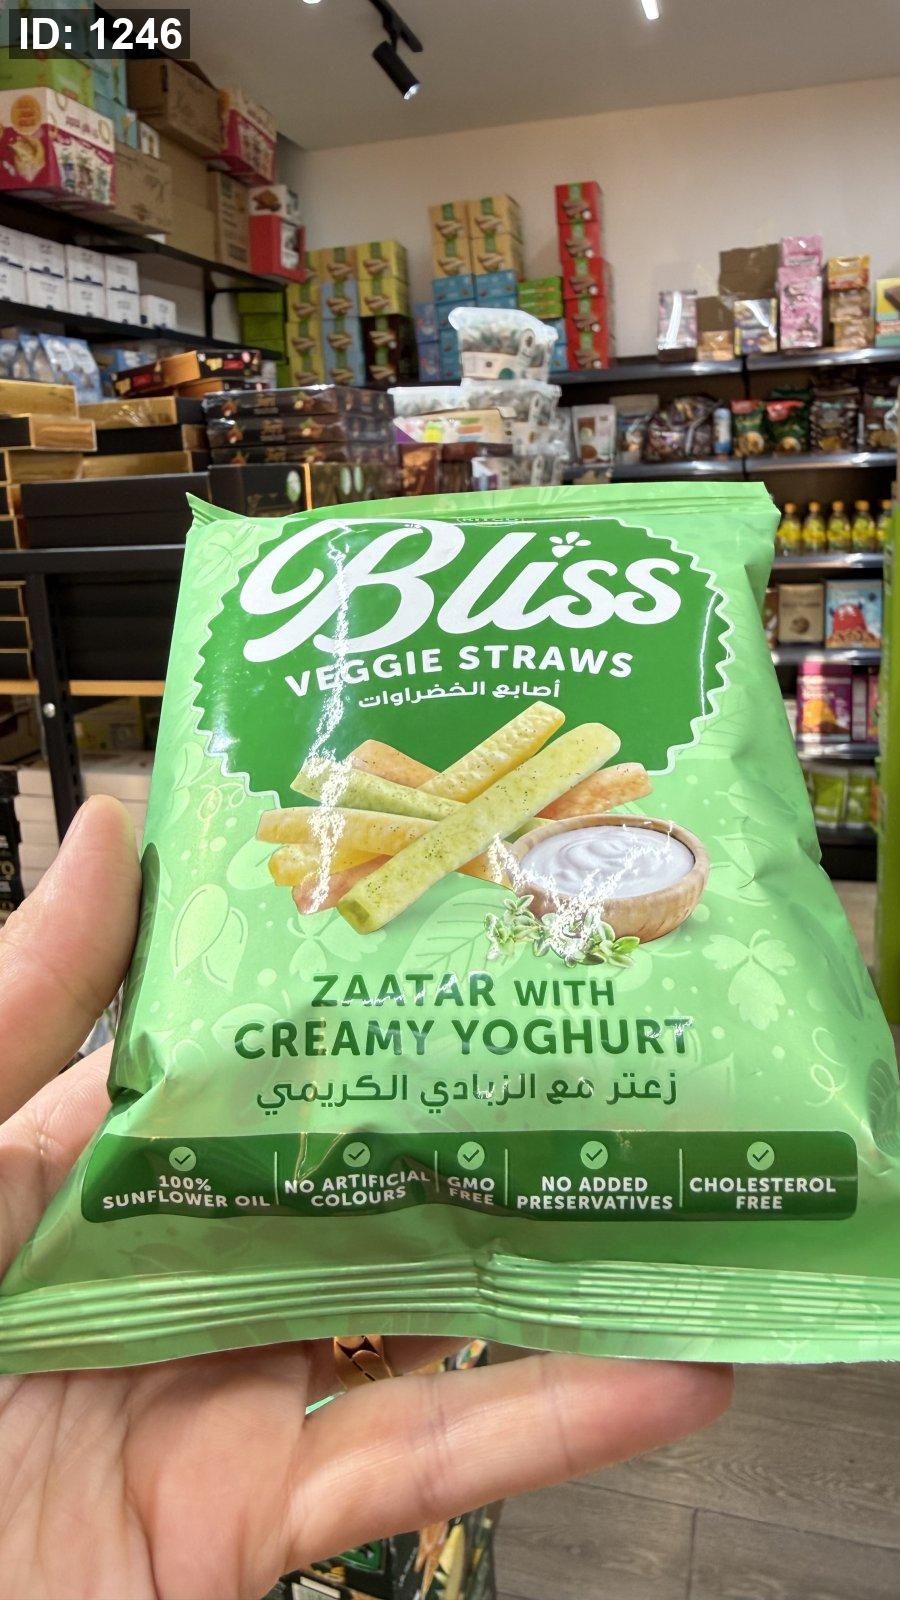 ID: 1246
Bliss
VEGGIE STRAWS
أصابع الخضراوات
ZAATAR WITH
CREAMY YOGHURT
زعتر مع الزبادي الكريمي
100%
SUNFLOWER OIL
NO ARTIFICIAL
COLOURS
GMO
FREE
NO ADDED
PRESERVATIVES
CHOLESTEROL
FREE